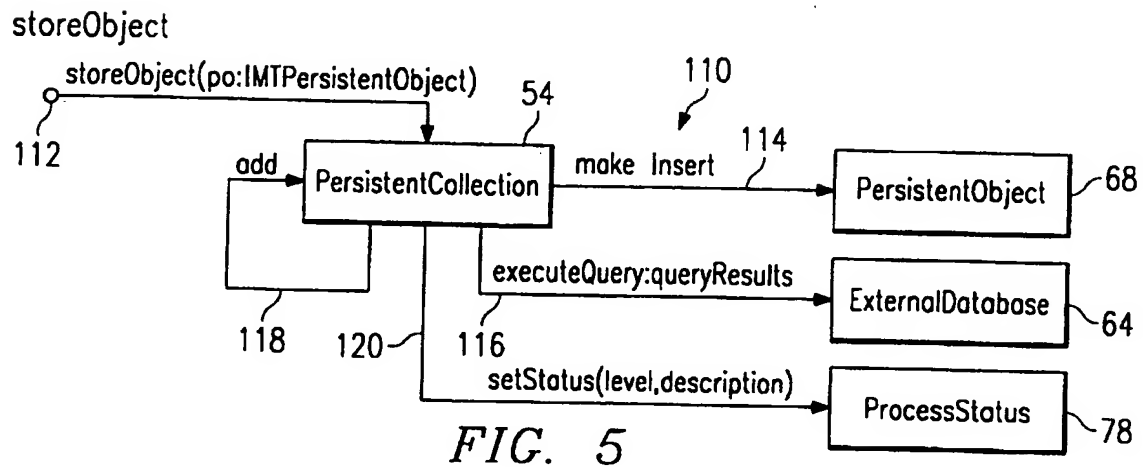 storeObject
storeObject(po:IMTPersistentObject)
112
54
110
add
PersistentCollection
make Insert
114
PersistentObject
68
executeQuery:queryResults
ExternalDatabase
64
118
120
116
setStatus(level,description)
ProcessStatus
78
FIG. 5